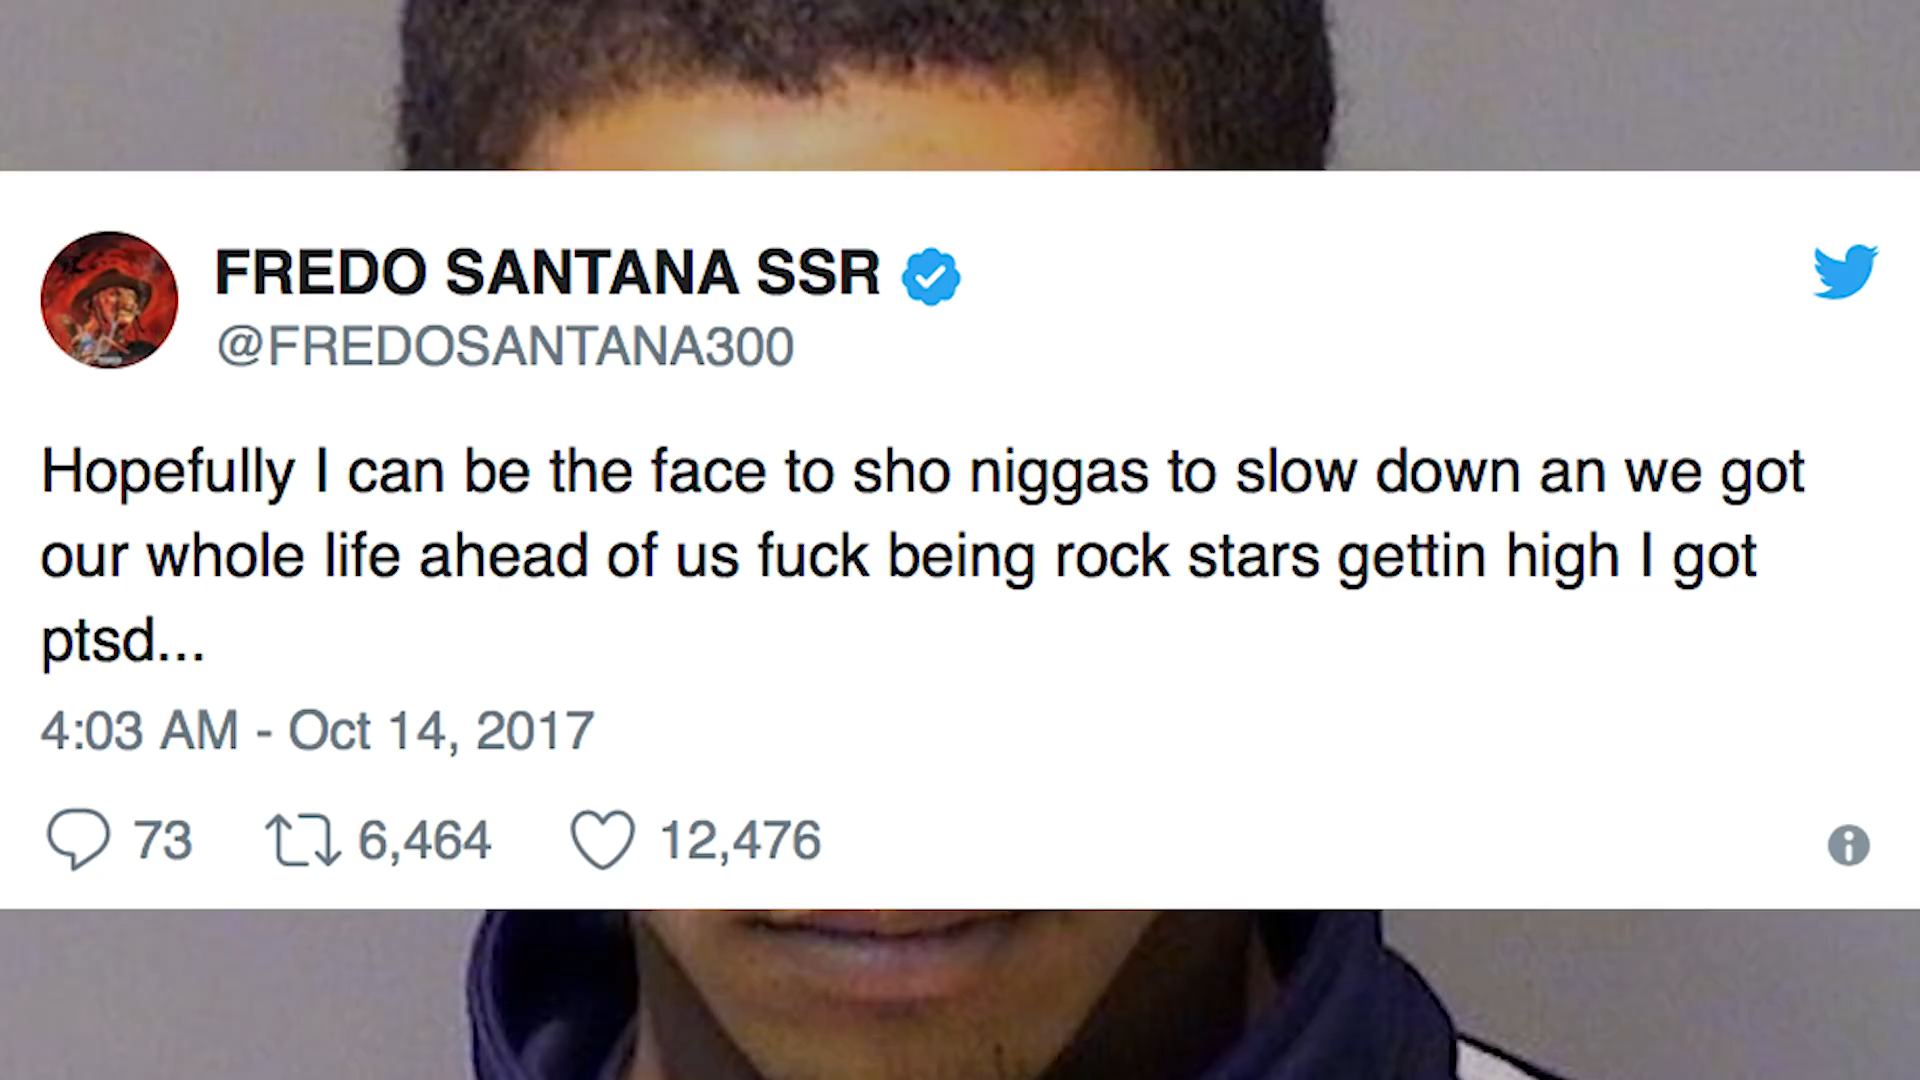 FREDO SANTANA SSR
@FREDOSANTANA300
Hopefully I can be the face to sho niggas to slow down an we got
our whole life ahead of us fuck being rock stars gettin high I got
ptsd...
4:03 AM - Oct 14, 2017
73 6,464 12,476